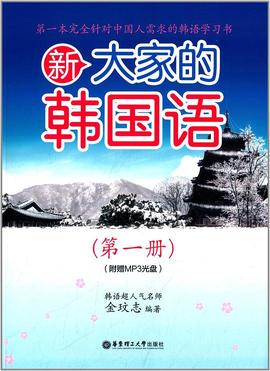 第一本完全针对中国人需求的韩语学习书
新大家的
韩国语
(第一册)
(附赠MP3光盘)
韩语超人气名师
金玟志 编著
华东理工大学出版社